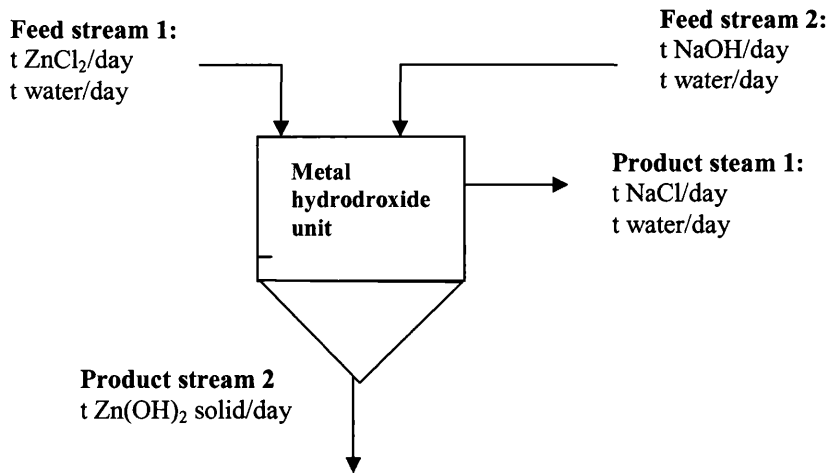 Feed stream 1:
t ZnCl₂/day
t water/day
Feed stream 2:
t NaOH/day
t water/day
Metal
hydrodroxide
unit
Product steam 1:
t NaCl/day
t water/day
Product stream 2
t Zn(OH)₂ solid/day